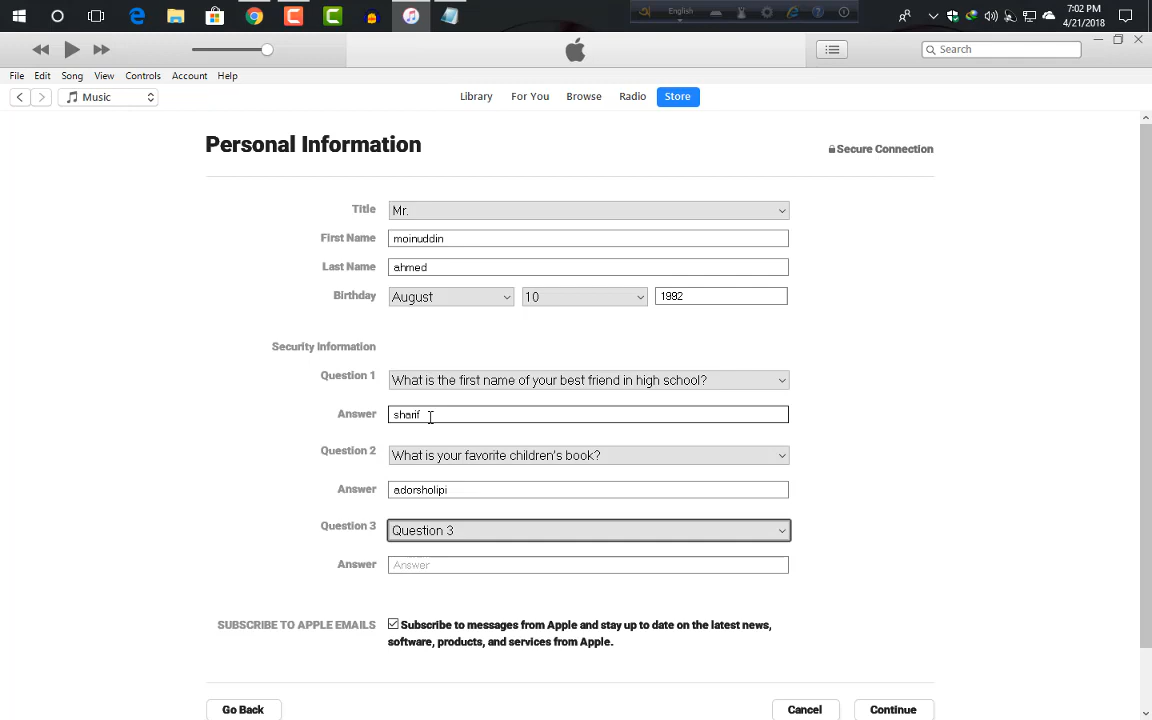 English
7:02 PM
4/21/2018
Search
File Edit Song View Controls Account Help
Music
Library For You Browse Radio Store
Personal Information
Secure Connection
Title Mr.
First Name moinuddin
Last Name ahmed
Birthday August 10 1992
Security Information
Question 1 What is the first name of your best friend in high school?
Answer sharif
Question 2 What is your favorite children's book?
Answer adorsholipi
Question 3 Question 3
Answer Answer
SUBSCRIBE TO APPLE EMAILS Subscribe to messages from Apple and stay up to date on the latest news,
software, products, and services from Apple.
Go Back Cancel Continue